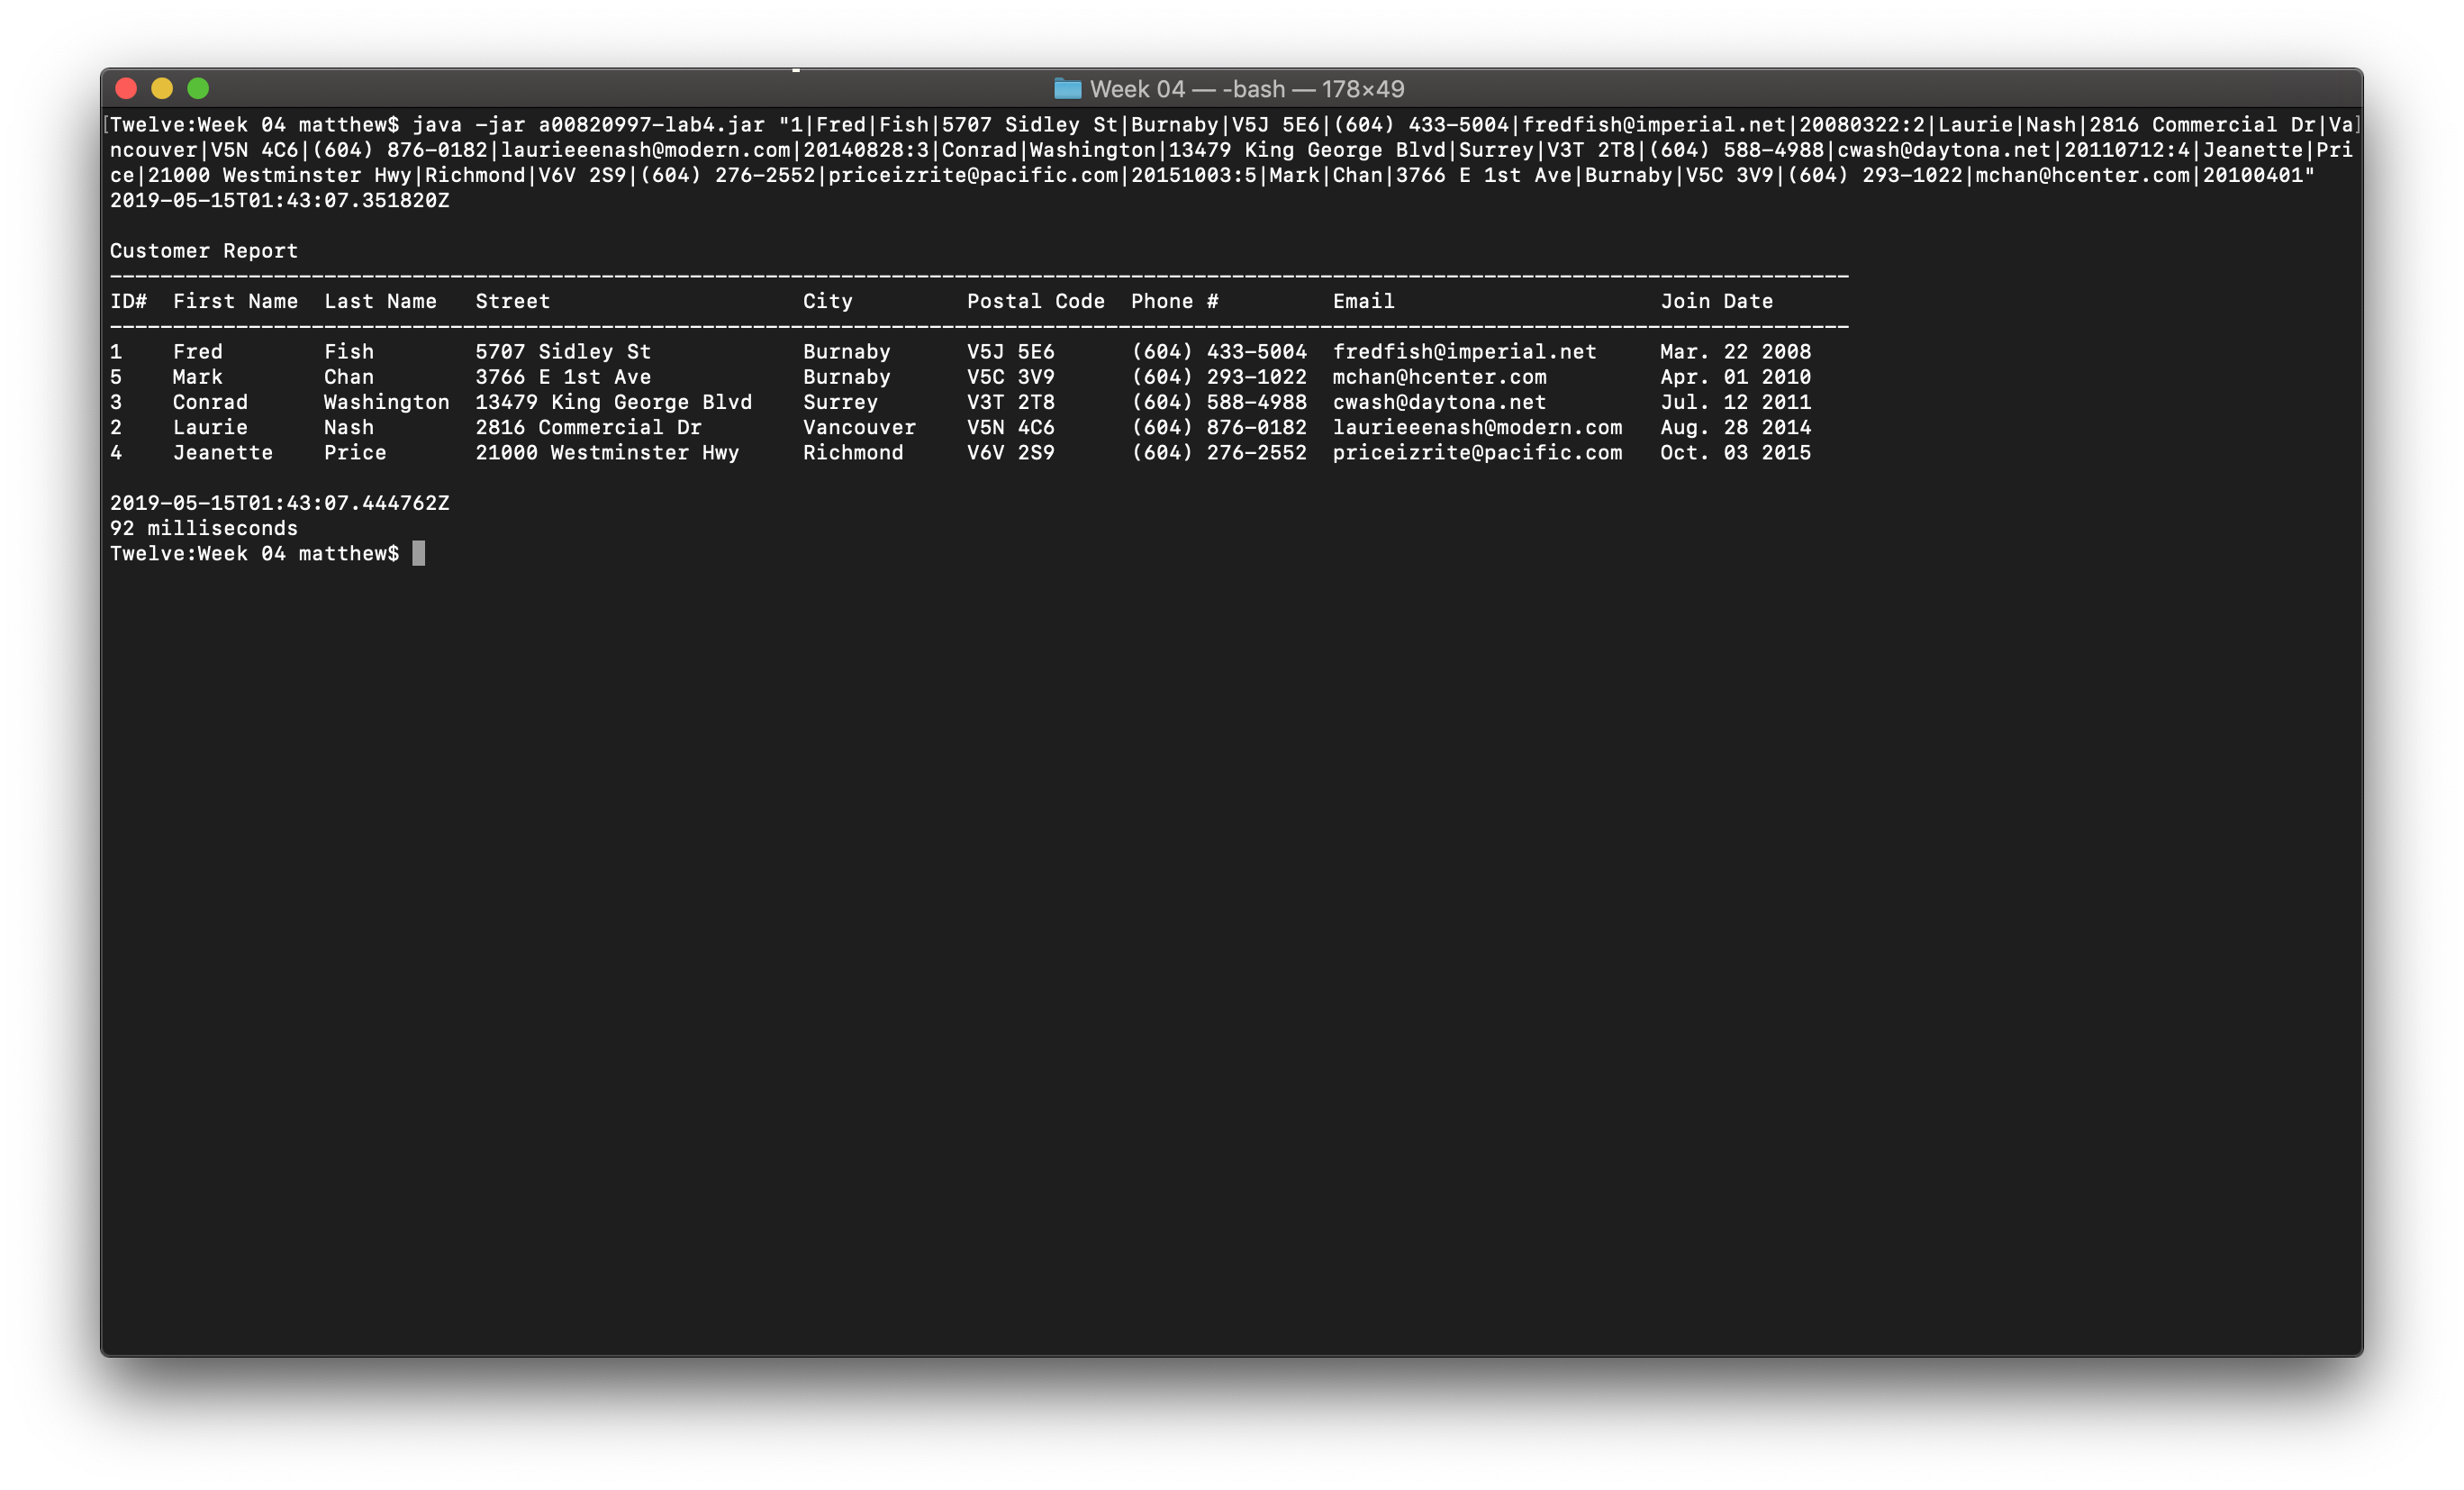 Week 04 — -bash — 178×49
Twelve:Week 04 matthew$ java -jar a00820997-lab4.jar "1|Fred|Fish|5707 Sidley St|Burnaby|V5J 5E6|(604) 433-5004|fredfish@imperial.net|20080322:2|Laurie|Nash|2816 Commercial Dr|Va
ncouver|V5N 4C6|(604) 876-0182|laurieeenash@modern.com|20140828:3|Conrad|Washington|13479 King George Blvd|Surrey|V3T 2T8|(604) 588-4988|cwash@daytona.net|20110712:4|Jeanette|Pri
ce|21000 Westminster Hwy|Richmond|V6V 2S9|(604) 276-2552|priceizrite@pacific.com|20151003:5|Mark|Chan|3766 E 1st Ave|Burnaby|V5C 3V9|(604) 293-1022|mchan@hcenter.com|20100401"
2019-05-15T01:43:07.351820Z
Customer Report
------------------------------------------------------------------------------------------------------------------------------------------
ID#  First Name  Last Name   Street                    City         Postal Code  Phone #         Email                     Join Date
------------------------------------------------------------------------------------------------------------------------------------------
1    Fred        Fish        5707 Sidley St            Burnaby      V5J 5E6      (604) 433-5004  fredfish@imperial.net     Mar. 22 2008
5    Mark        Chan        3766 E 1st Ave            Burnaby      V5C 3V9      (604) 293-1022  mchan@hcenter.com         Apr. 01 2010
3    Conrad      Washington  13479 King George Blvd    Surrey       V3T 2T8      (604) 588-4988  cwash@daytona.net         Jul. 12 2011
2    Laurie      Nash        2816 Commercial Dr        Vancouver    V5N 4C6      (604) 876-0182  laurieeenash@modern.com   Aug. 28 2014
4    Jeanette    Price       21000 Westminster Hwy     Richmond     V6V 2S9      (604) 276-2552  priceizrite@pacific.com   Oct. 03 2015
2019-05-15T01:43:07.444762Z
92 milliseconds
Twelve:Week 04 matthew$